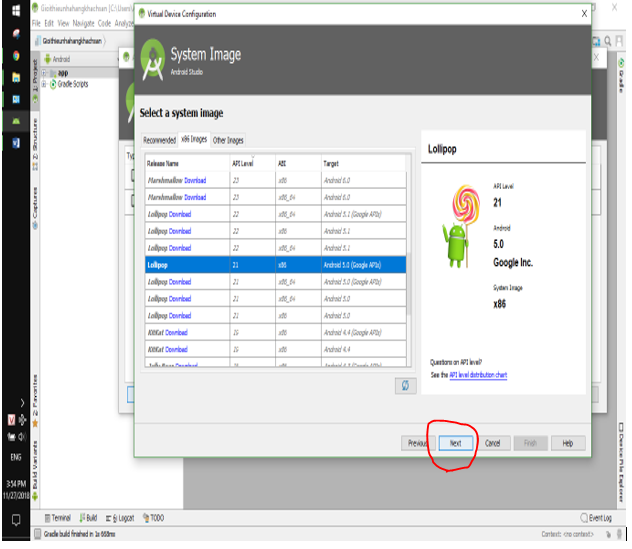 Gioithieunhahangkhachsan [C:\Users\
Virtual Device Configuration
File Edit View Navigate Code Analyze
Gioithieunhahangkhachsan
Android
app
Gradle Scripts
1: Project
Z: Structure
Captures
2: Favorites
Build Variants
Gradle
Device File Explorer
System Image
Android Studio
Select a system image
Recommended x86 Images Other Images
Release Name API Level ABI Target
Marshmallow Download 23 x86 Android 6.0
Marshmallow Download 23 x86_64 Android 6.0
Lollipop Download 22 x86_64 Android 5.1 (Google APIs)
Lollipop Download 22 x86 Android 5.1
Lollipop Download 22 x86_64 Android 5.1
Lollipop 21 x86 Android 5.0 (Google APIs)
Lollipop Download 21 x86_64 Android 5.0 (Google APIs)
Lollipop Download 21 x86_64 Android 5.0
Lollipop Download 21 x86 Android 5.0
KitKat Download 19 x86 Android 4.4 (Google APIs)
KitKat Download 19 x86 Android 4.4
Lollipop
API Level
21
Android
5.0
Google Inc.
System Image
x86
Questions on API level?
See the API level distribution chart
Previous Next Cancel Finish Help
ENG
3:54 PM
11/27/2018
Terminal Build 6: Logcat TODO
Event Log
Gradle build finished in 1s 668ms
Context: <no context>